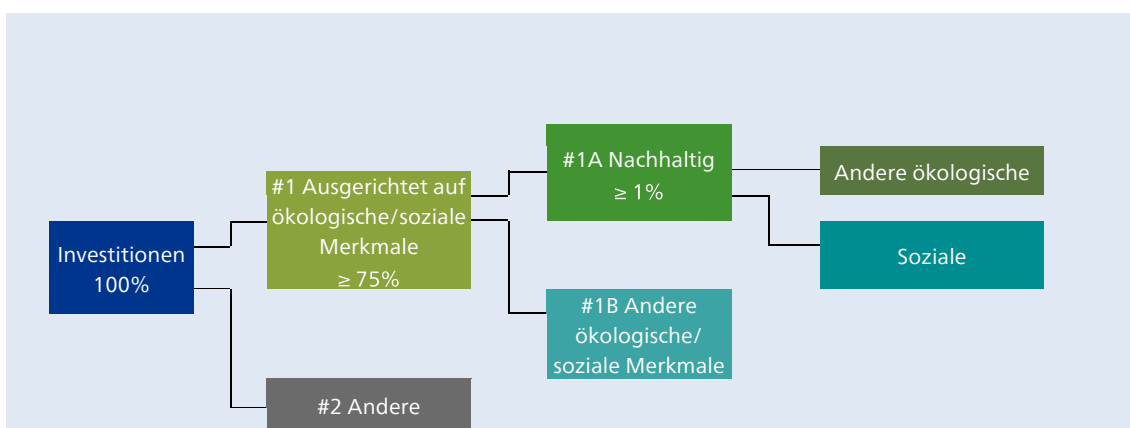 Investitionen
100%
#1 Ausgerichtet auf
ökologische/soziale
Merkmale
≥ 75%
#2 Andere
#1A Nachhaltig
≥ 1%
#1B Andere
ökologische/
soziale Merkmale
Andere ökologische
Soziale